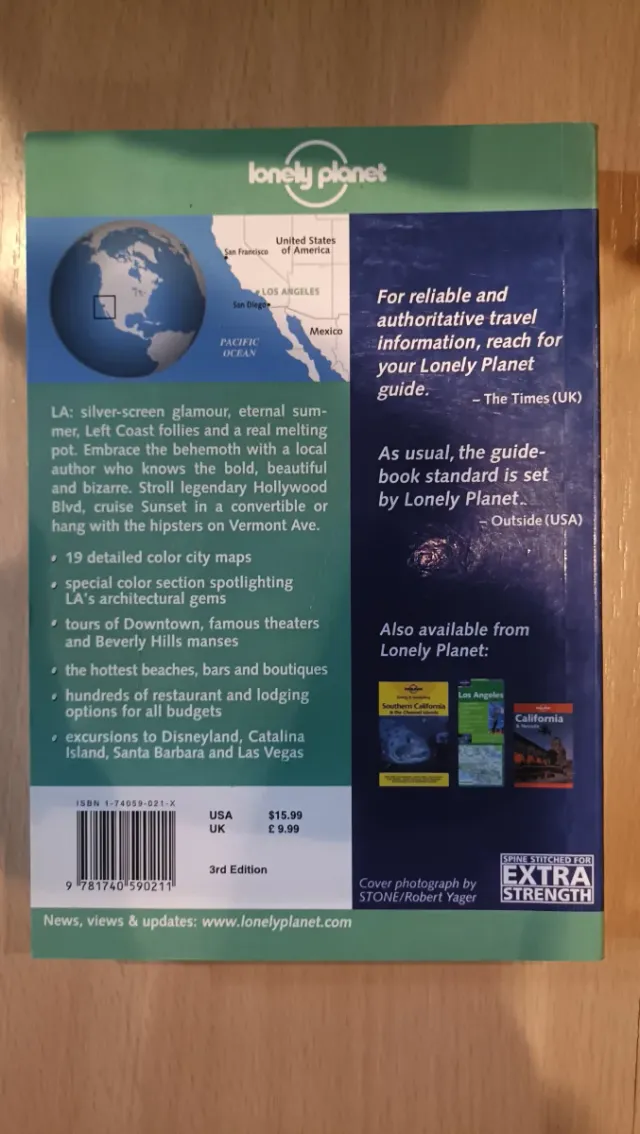 lonely planet
United States
of America
San Francisco
LOS ANGELES
San Diego
Mexico
PACIFIC
OCEAN
LA: silver-screen glamour, eternal sum-
mer, Left Coast follies and a real melting
pot. Embrace the behemoth with a local
author who knows the bold, beautiful
and bizarre. Stroll legendary Hollywood
Blvd, cruise Sunset in a convertible or
hang with the hipsters on Vermont Ave.
• 19 detailed color city maps
• special color section spotlighting
LA's architectural gems
• tours of Downtown, famous theaters
and Beverly Hills manses
• the hottest beaches, bars and boutiques
• hundreds of restaurant and lodging
options for all budgets
• excursions to Disneyland, Catalina
Island, Santa Barbara and Las Vegas
ISBN 1-74059-021-X
9 781740 590211
USA $15.99
UK £ 9.99
3rd Edition
For reliable and
authoritative travel
information, reach for
your Lonely Planet
guide.
– The Times (UK)
As usual, the guide-
book standard is set
by Lonely Planet.
– Outside (USA)
Also available from
Lonely Planet:
Southern California
Los Angeles
California
Cover photograph by
STONE/Robert Yager
SPINE STITCHED FOR
EXTRA
STRENGTH
News, views & updates: www.lonelyplanet.com